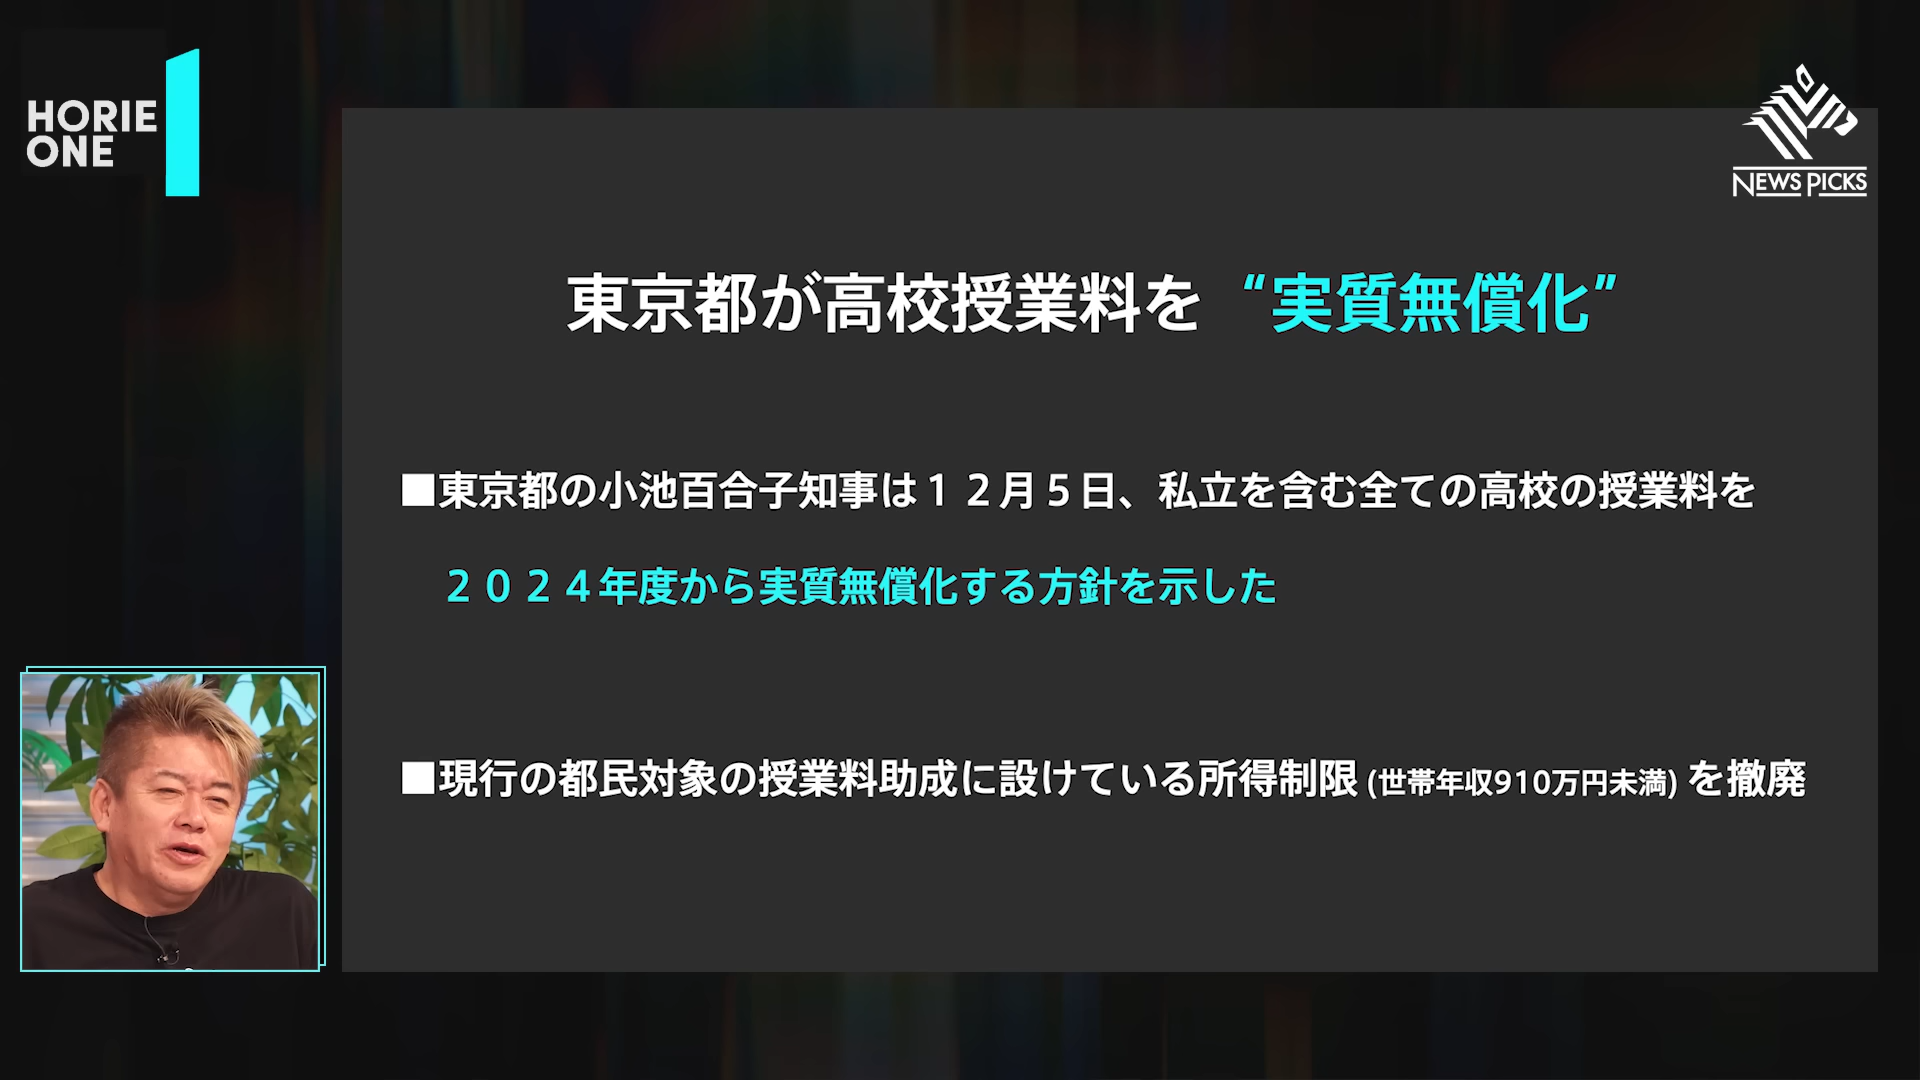 HORIE
ONE
NEWSPICKS
東京都が高校授業料を“実質無償化”
■東京都の小池百合子知事は１２月５日、私立を含む全ての高校の授業料を
２０２４年度から実質無償化する方針を示した
■現行の都民対象の授業料助成に設けている所得制限 (世帯年収910万円未満) を撤廃